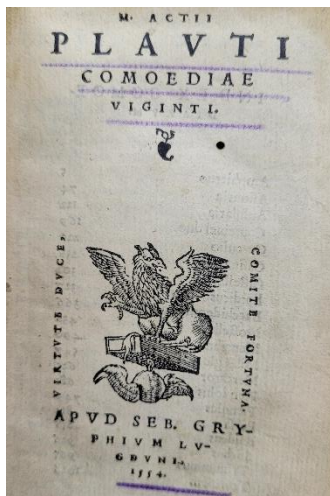 M. ACTII
PLAVTI
COMOEDIAE
VIGINTI.
VIRTVTE DVCE,
COMITE FORTVNA.
APVD SEB. GRY-
PHIVM LV-
GDVNI.
1554.